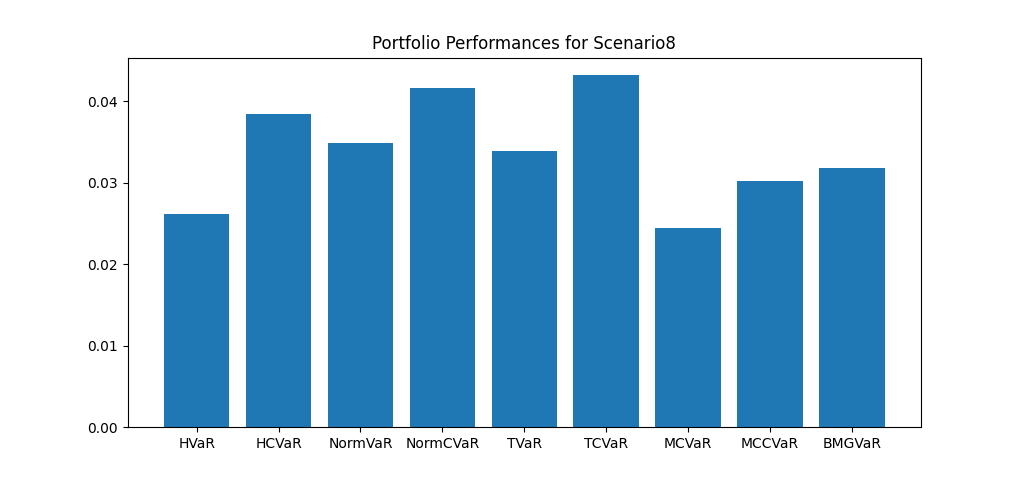 Portfolio Performances for Scenario8
0.04
0.03
0.02
0.01
0.00
HVaR HCVaR NormVaR NormCVaR TVaR TCVaR MCVaR MCCVaR BMGVaR